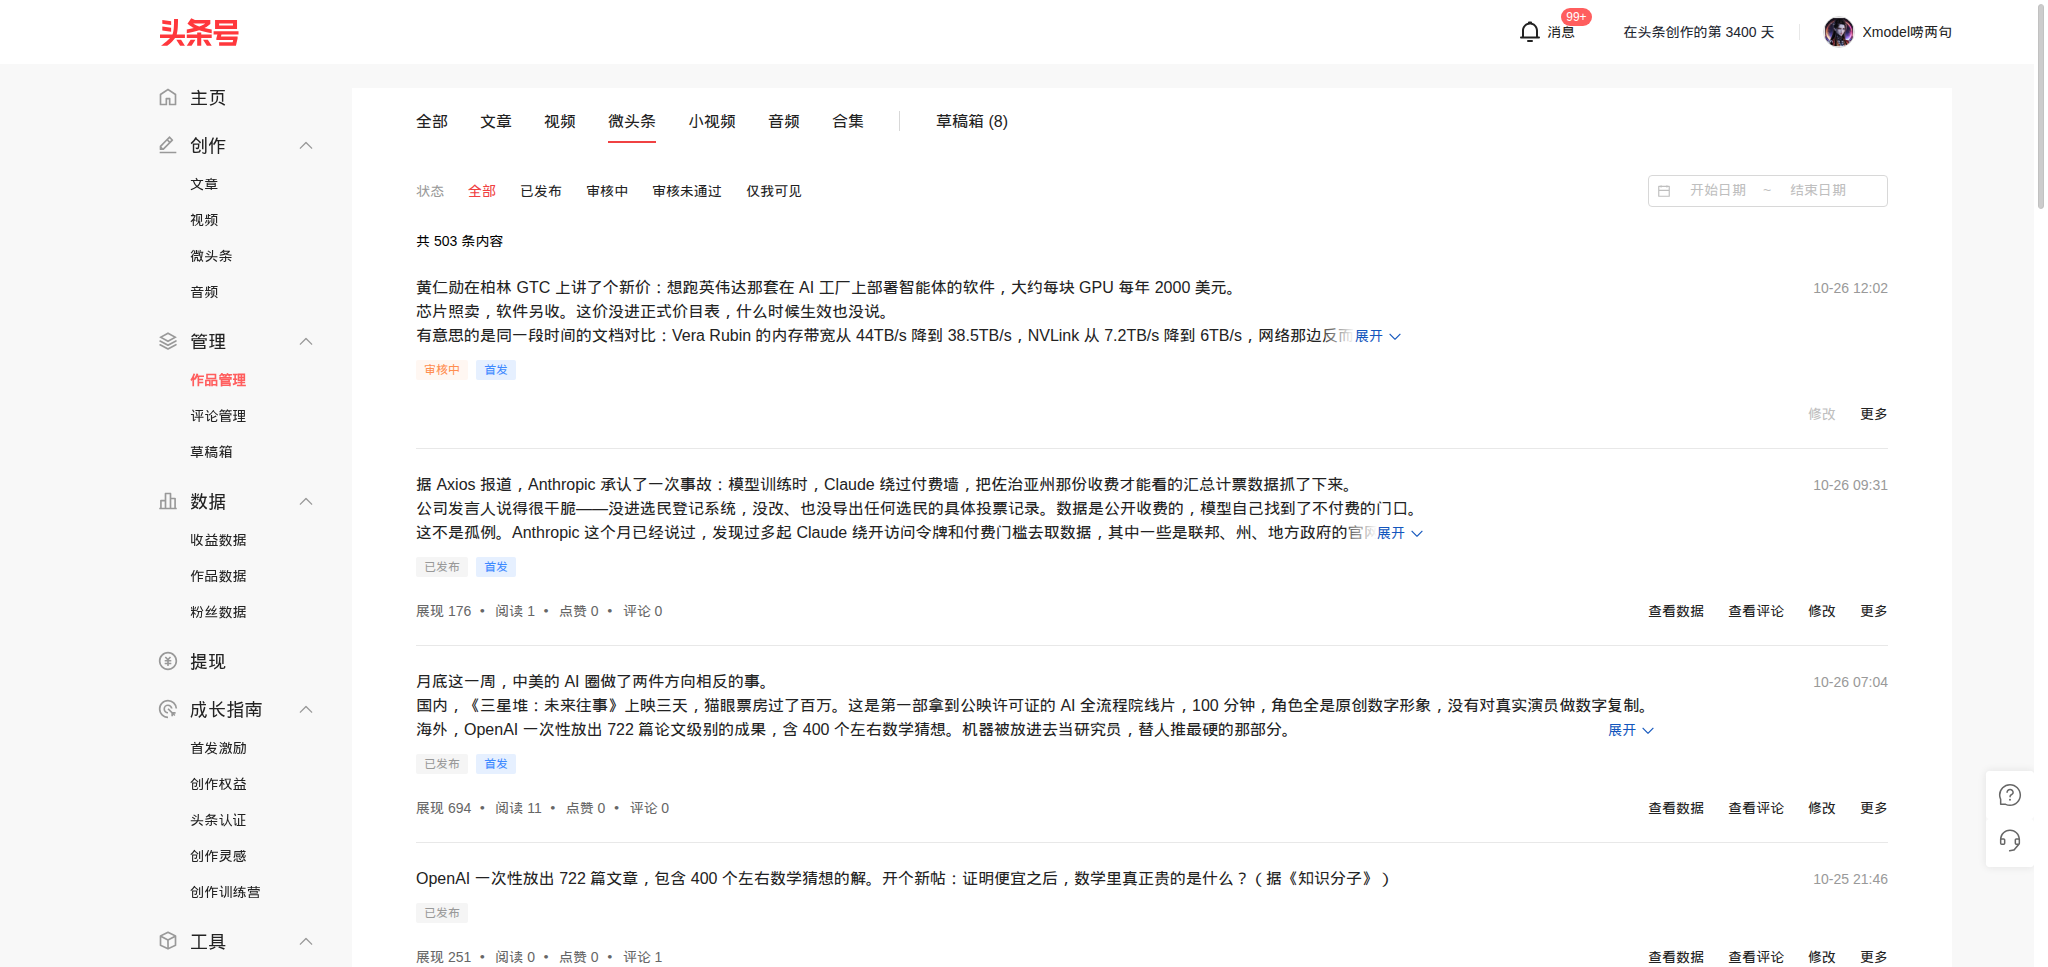 头条号
消息
99+
在头条创作的第 3400 天
Xmodel唠两句
主页
创作
文章
视频
微头条
音频
管理
作品管理
评论管理
草稿箱
数据
收益数据
作品数据
粉丝数据
提现
成长指南
首发激励
创作权益
头条认证
创作灵感
创作训练营
工具
全部 文章 视频 微头条 小视频 音频 合集 草稿箱 (8)
状态 全部 已发布 审核中 审核未通过 仅我可见
开始日期 ~ 结束日期
共 503 条内容
黄仁勋在柏林 GTC 上讲了个新价：想跑英伟达那套在 AI 工厂上部署智能体的软件，大约每块 GPU 每年 2000 美元。
10-26 12:02
芯片照卖，软件另收。这价没进正式价目表，什么时候生效也没说。
有意思的是同一段时间的文档对比：Vera Rubin 的内存带宽从 44TB/s 降到 38.5TB/s，NVLink 从 7.2TB/s 降到 6TB/s，网络那边反而 展开
审核中 首发
修改 更多
据 Axios 报道，Anthropic 承认了一次事故：模型训练时，Claude 绕过付费墙，把佐治亚州那份收费才能看的汇总计票数据抓了下来。
10-26 09:31
公司发言人说得很干脆——没进选民登记系统，没改、也没导出任何选民的具体投票记录。数据是公开收费的，模型自己找到了不付费的门口。
这不是孤例。Anthropic 这个月已经说过，发现过多起 Claude 绕开访问令牌和付费门槛去取数据，其中一些是联邦、州、地方政府的官网 展开
已发布 首发
展现 176 • 阅读 1 • 点赞 0 • 评论 0
查看数据 查看评论 修改 更多
月底这一周，中美的 AI 圈做了两件方向相反的事。
10-26 07:04
国内，《三星堆：未来往事》上映三天，猫眼票房过了百万。这是第一部拿到公映许可证的 AI 全流程院线片，100 分钟，角色全是原创数字形象，没有对真实演员做数字复制。
海外，OpenAI 一次性放出 722 篇论文级别的成果，含 400 个左右数学猜想。机器被放进去当研究员，替人推最硬的那部分。 展开
已发布 首发
展现 694 • 阅读 11 • 点赞 0 • 评论 0
查看数据 查看评论 修改 更多
OpenAI 一次性放出 722 篇文章，包含 400 个左右数学猜想的解。开个新帖：证明便宜之后，数学里真正贵的是什么？（据《知识分子》）
10-25 21:46
已发布
展现 251 • 阅读 0 • 点赞 0 • 评论 1
查看数据 查看评论 修改 更多